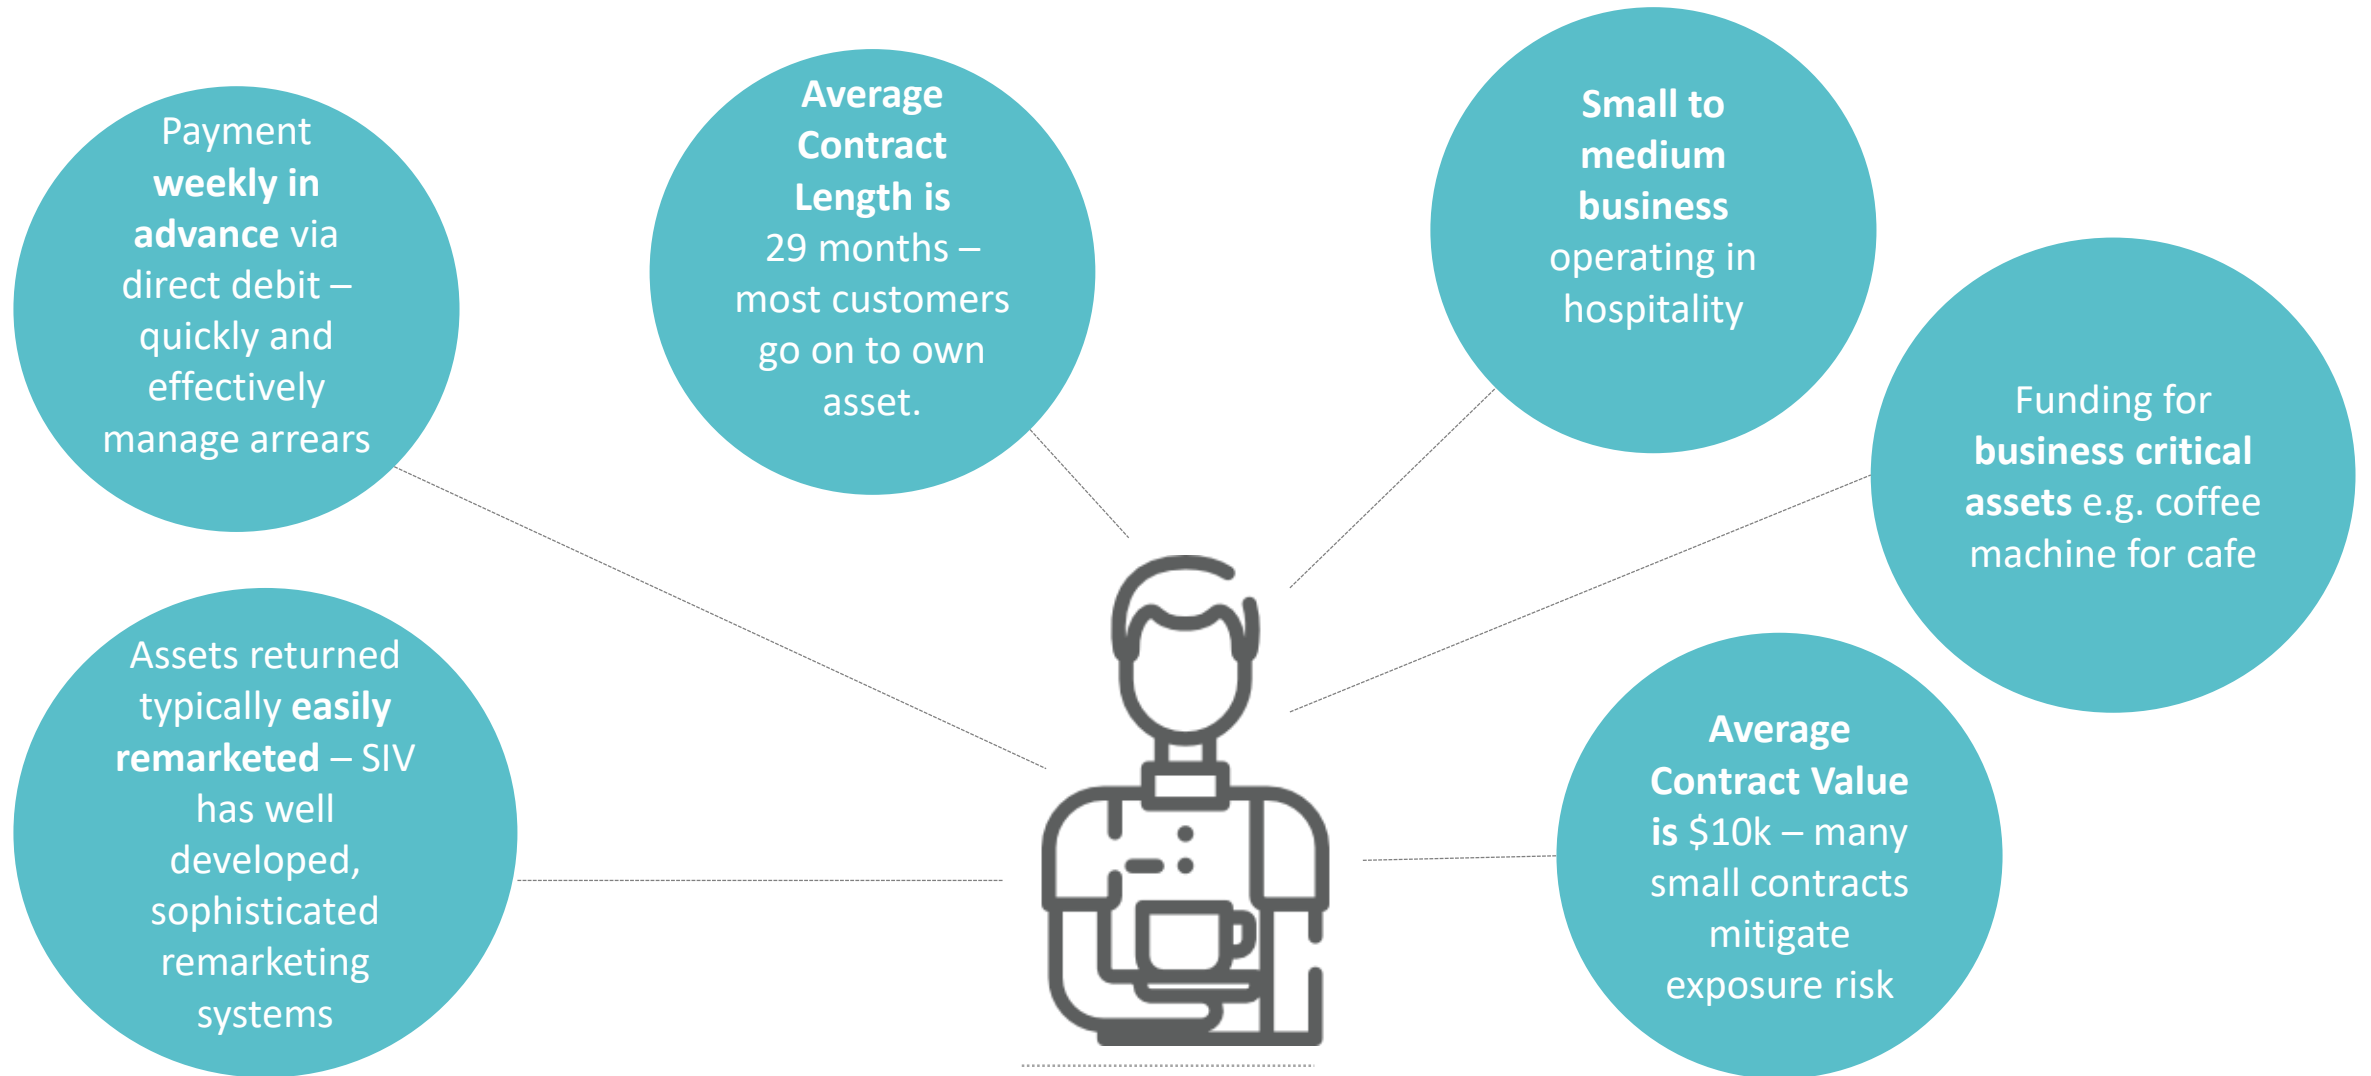 Payment
weekly in
advance via
direct debit –
quickly and
effectively
manage arrears
Average
Contract
Length is
29 months –
most customers
go on to own
asset.
Small to
medium
business
operating in
hospitality
Funding for
business critical
assets e.g. coffee
machine for cafe
Assets returned
typically easily
remarketed – SIV
has well
developed,
sophisticated
remarketing
systems
Average
Contract Value
is $10k – many
small contracts
mitigate
exposure risk